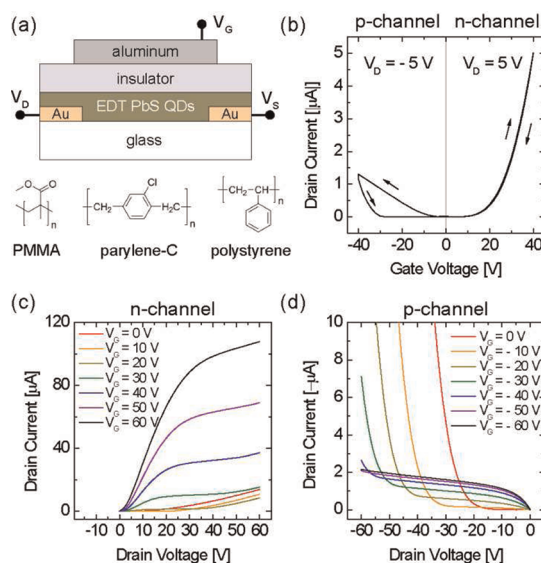 (a)
V_G
aluminum
insulator
V_D
EDT PbS QDs
V_S
Au
Au
glass
O
O
n
PMMA
Cl
CH₂
H₂C
n
parylene-C
CH₂
CH
n
polystyrene
(b)
p-channel n-channel
V_D = - 5 V
V_D = 5 V
Drain Current [µA]
5
4
3
2
1
0
-40 -20 0 20 40
Gate Voltage [V]
(c)
n-channel
V_G = 0 V
V_G = 10 V
V_G = 20 V
V_G = 30 V
V_G = 40 V
V_G = 50 V
V_G = 60 V
Drain Current [µA]
120
80
40
0
-10 0 10 20 30 40 50 60
Drain Voltage [V]
(d)
p-channel
V_G = 0 V
V_G = - 10 V
V_G = - 20 V
V_G = - 30 V
V_G = - 40 V
V_G = - 50 V
V_G = - 60 V
Drain Current [-µA]
10
8
6
4
2
0
-60 -50 -40 -30 -20 -10 0
Drain Voltage [V]